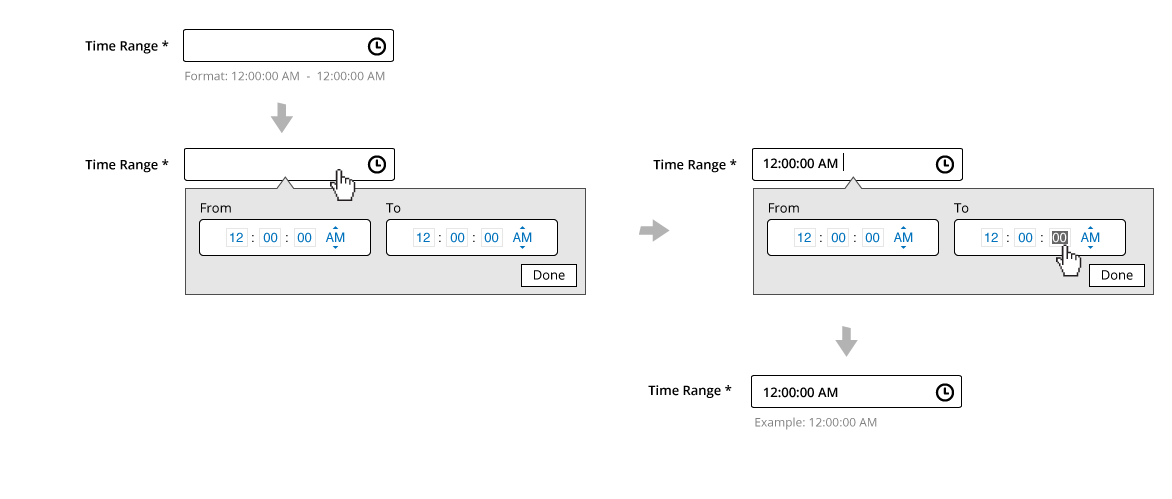 Time Range *
Format: 12:00:00 AM - 12:00:00 AM
Time Range *
From To
12 : 00 : 00 AM 12 : 00 : 00 AM
Done
Time Range * 12:00:00 AM
From To
12 : 00 : 00 AM 12 : 00 : 00 AM
Done
Time Range * 12:00:00 AM
Example: 12:00:00 AM